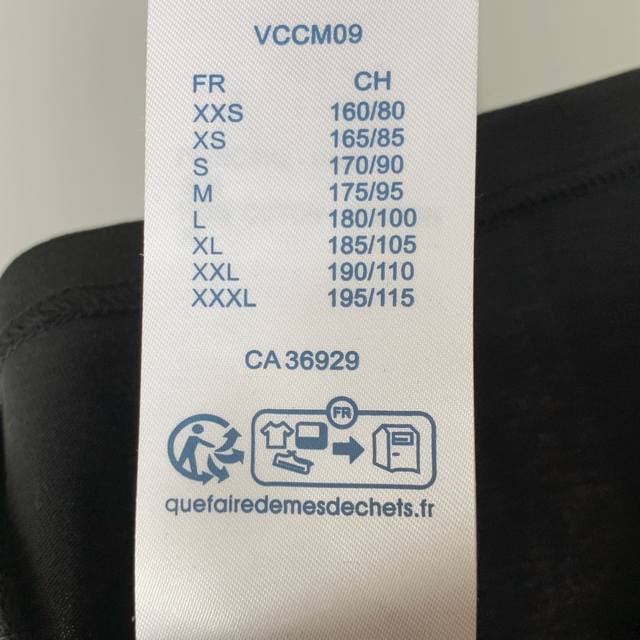 VCCM09
FR CH
XXS 160/80
XS 165/85
S 170/90
M 175/95
L 180/100
XL 185/105
XXL 190/110
XXXL 195/115
CA 36929
FR
quefairedemesdechets.fr